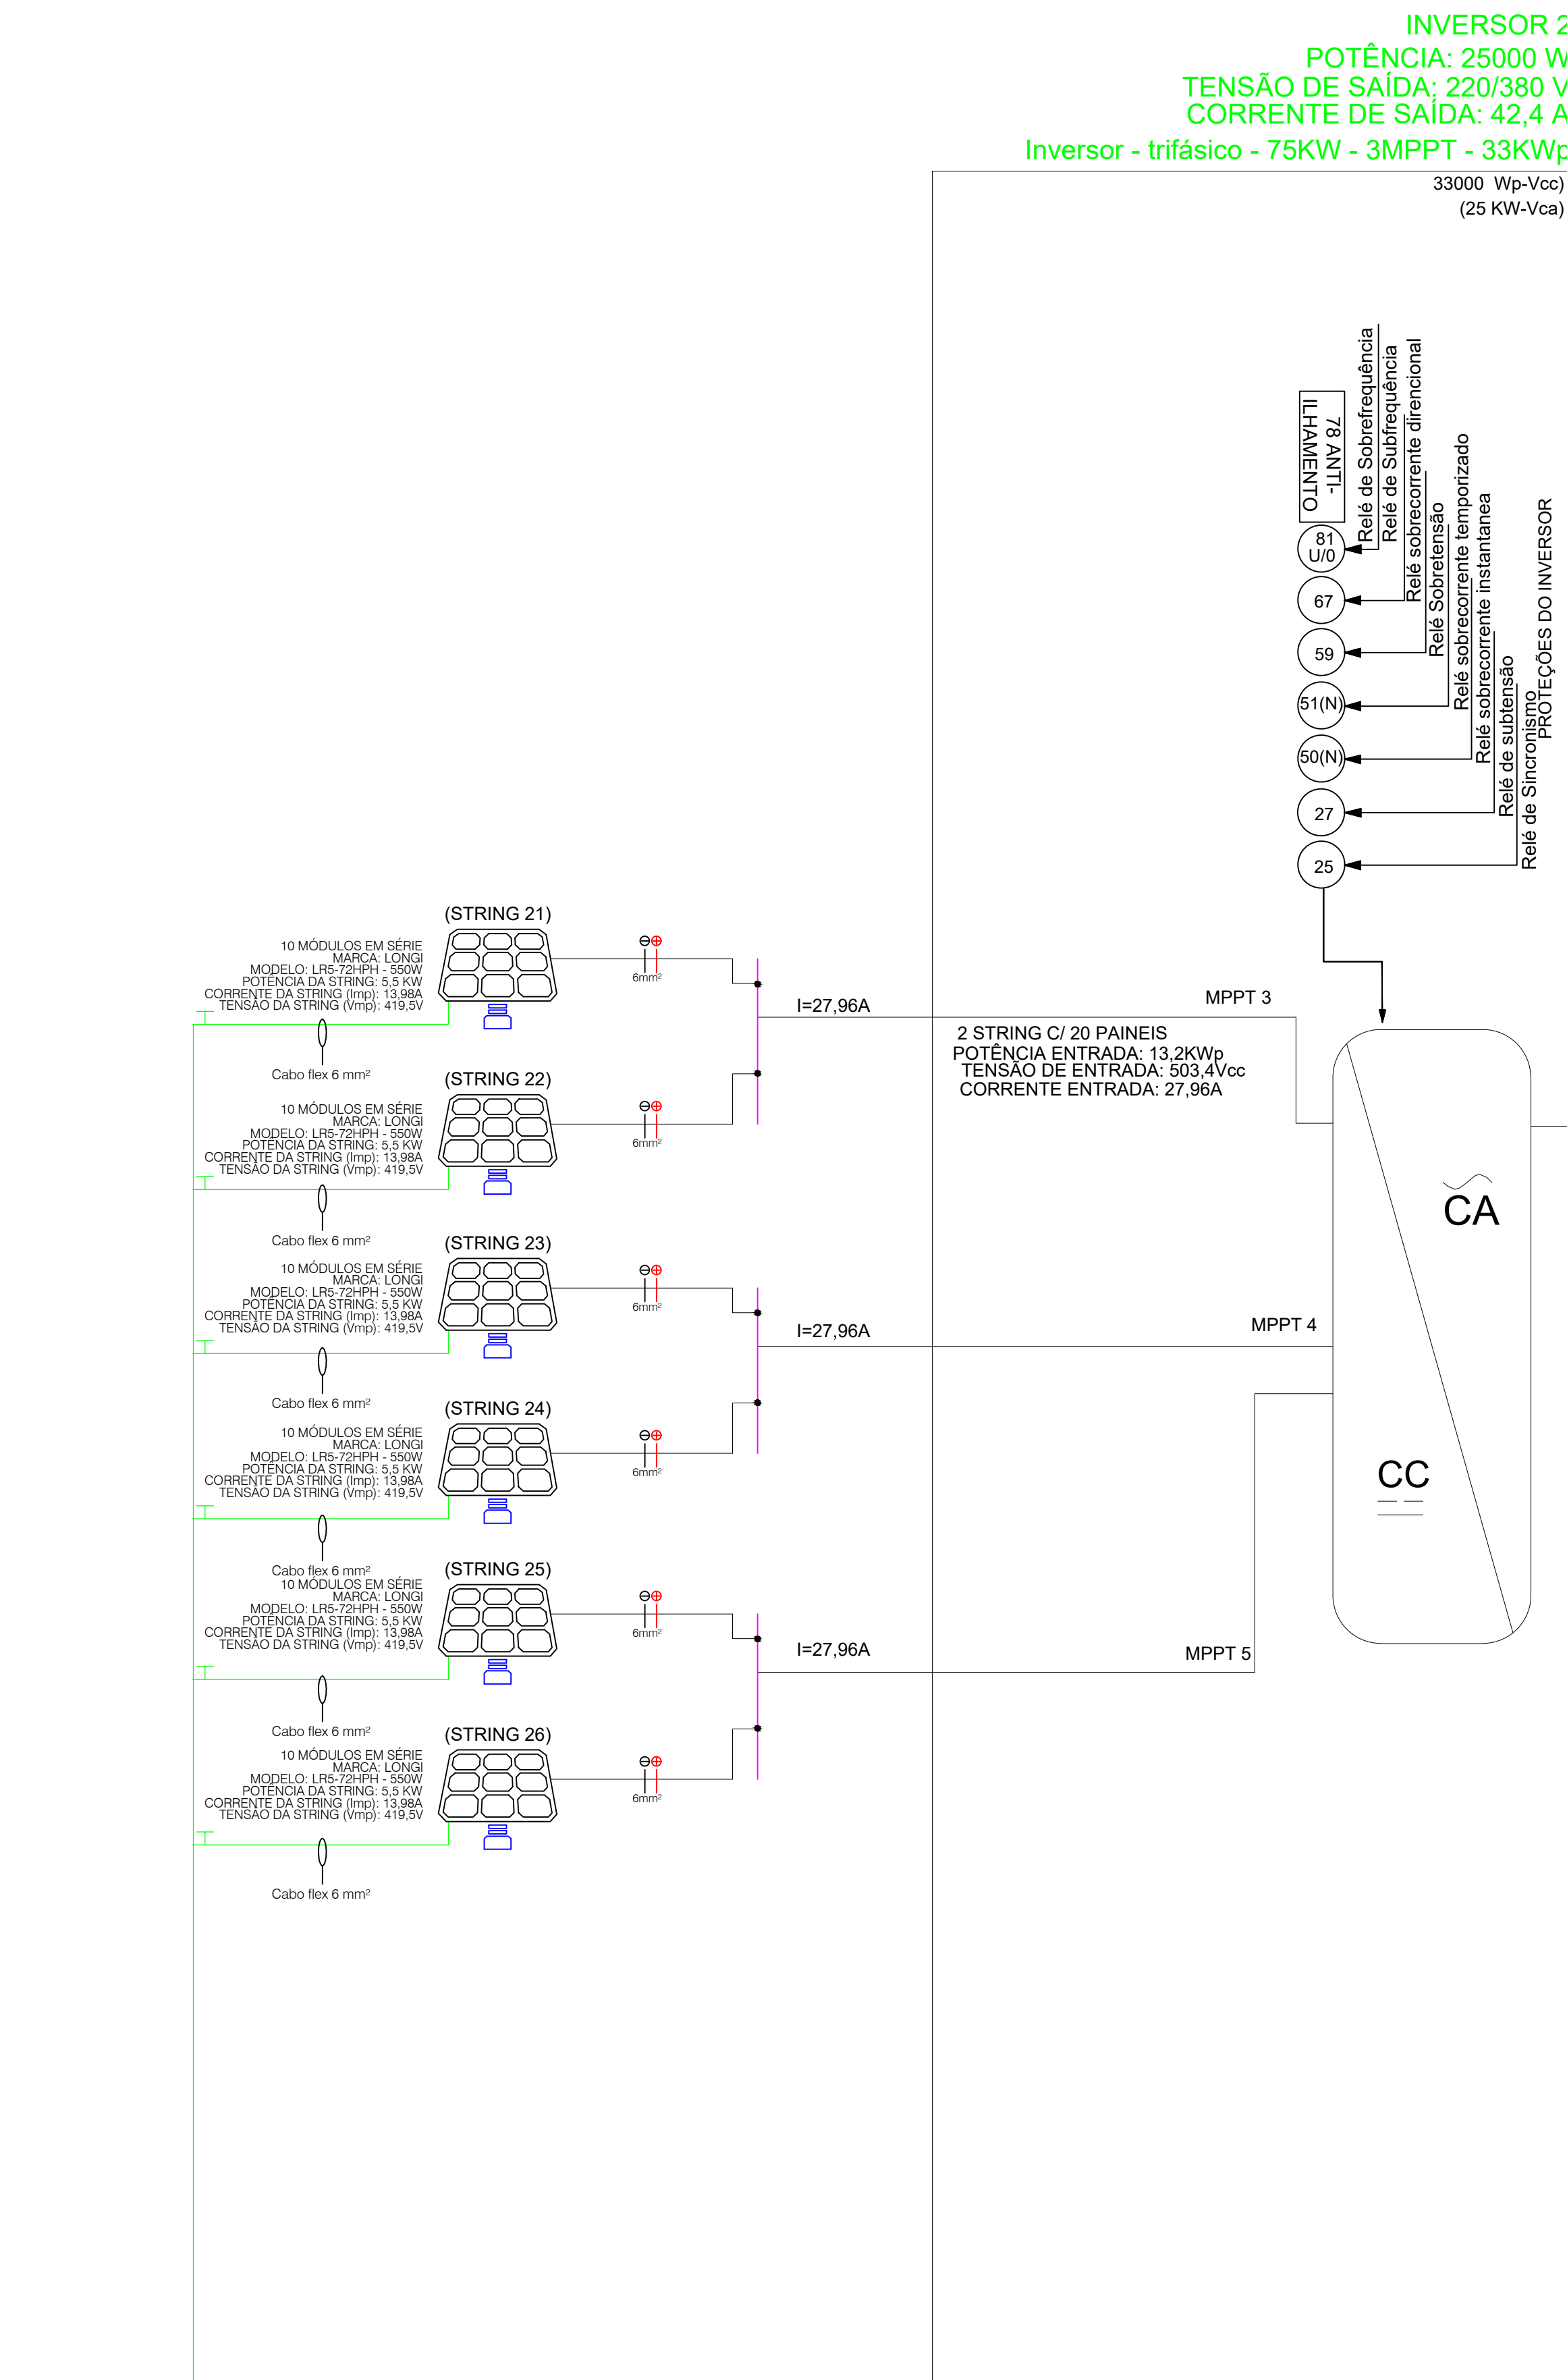 INVERSOR 2
POTÊNCIA: 25000 W
TENSÃO DE SAÍDA: 220/380 V
CORRENTE DE SAÍDA: 42,4 A
Inversor - trifásico - 75KW - 3MPPT - 33KWp
33000 Wp-Vcc)
(25 KW-Vca)
78 ANTI-
ILHAMENTO
Relé de Sobrefrequência
Relé de Subfrequência
Relé sobrecorrente direncional
Relé Sobretensão
Relé sobrecorrente temporizado
Relé sobrecorrente instantanea
Relé de subtensão
Relé de Sincronismo
PROTEÇÕES DO INVERSOR
81
U/0
67
59
51(N)
50(N)
27
25
(STRING 21)
10 MÓDULOS EM SÉRIE
MARCA: LONGI
MODELO: LR5-72HPH - 550W
POTÊNCIA DA STRING: 5,5 KW
CORRENTE DA STRING (Imp): 13,98A
TENSÃO DA STRING (Vmp): 419,5V
6mm²
Cabo flex 6 mm²
I=27,96A
MPPT 3
2 STRING C/ 20 PAINEIS
POTÊNCIA ENTRADA: 13,2KWp
TENSÃO DE ENTRADA: 503,4Vcc
CORRENTE ENTRADA: 27,96A
(STRING 22)
10 MÓDULOS EM SÉRIE
MARCA: LONGI
MODELO: LR5-72HPH - 550W
POTÊNCIA DA STRING: 5,5 KW
CORRENTE DA STRING (Imp): 13,98A
TENSÃO DA STRING (Vmp): 419,5V
6mm²
Cabo flex 6 mm²
CA
(STRING 23)
10 MÓDULOS EM SÉRIE
MARCA: LONGI
MODELO: LR5-72HPH - 550W
POTÊNCIA DA STRING: 5,5 KW
CORRENTE DA STRING (Imp): 13,98A
TENSÃO DA STRING (Vmp): 419,5V
6mm²
Cabo flex 6 mm²
I=27,96A
MPPT 4
(STRING 24)
10 MÓDULOS EM SÉRIE
MARCA: LONGI
MODELO: LR5-72HPH - 550W
POTÊNCIA DA STRING: 5,5 KW
CORRENTE DA STRING (Imp): 13,98A
TENSÃO DA STRING (Vmp): 419,5V
6mm²
Cabo flex 6 mm²
CC
(STRING 25)
10 MÓDULOS EM SÉRIE
MARCA: LONGI
MODELO: LR5-72HPH - 550W
POTÊNCIA DA STRING: 5,5 KW
CORRENTE DA STRING (Imp): 13,98A
TENSÃO DA STRING (Vmp): 419,5V
6mm²
Cabo flex 6 mm²
I=27,96A
MPPT 5
(STRING 26)
10 MÓDULOS EM SÉRIE
MARCA: LONGI
MODELO: LR5-72HPH - 550W
POTÊNCIA DA STRING: 5,5 KW
CORRENTE DA STRING (Imp): 13,98A
TENSÃO DA STRING (Vmp): 419,5V
6mm²
Cabo flex 6 mm²